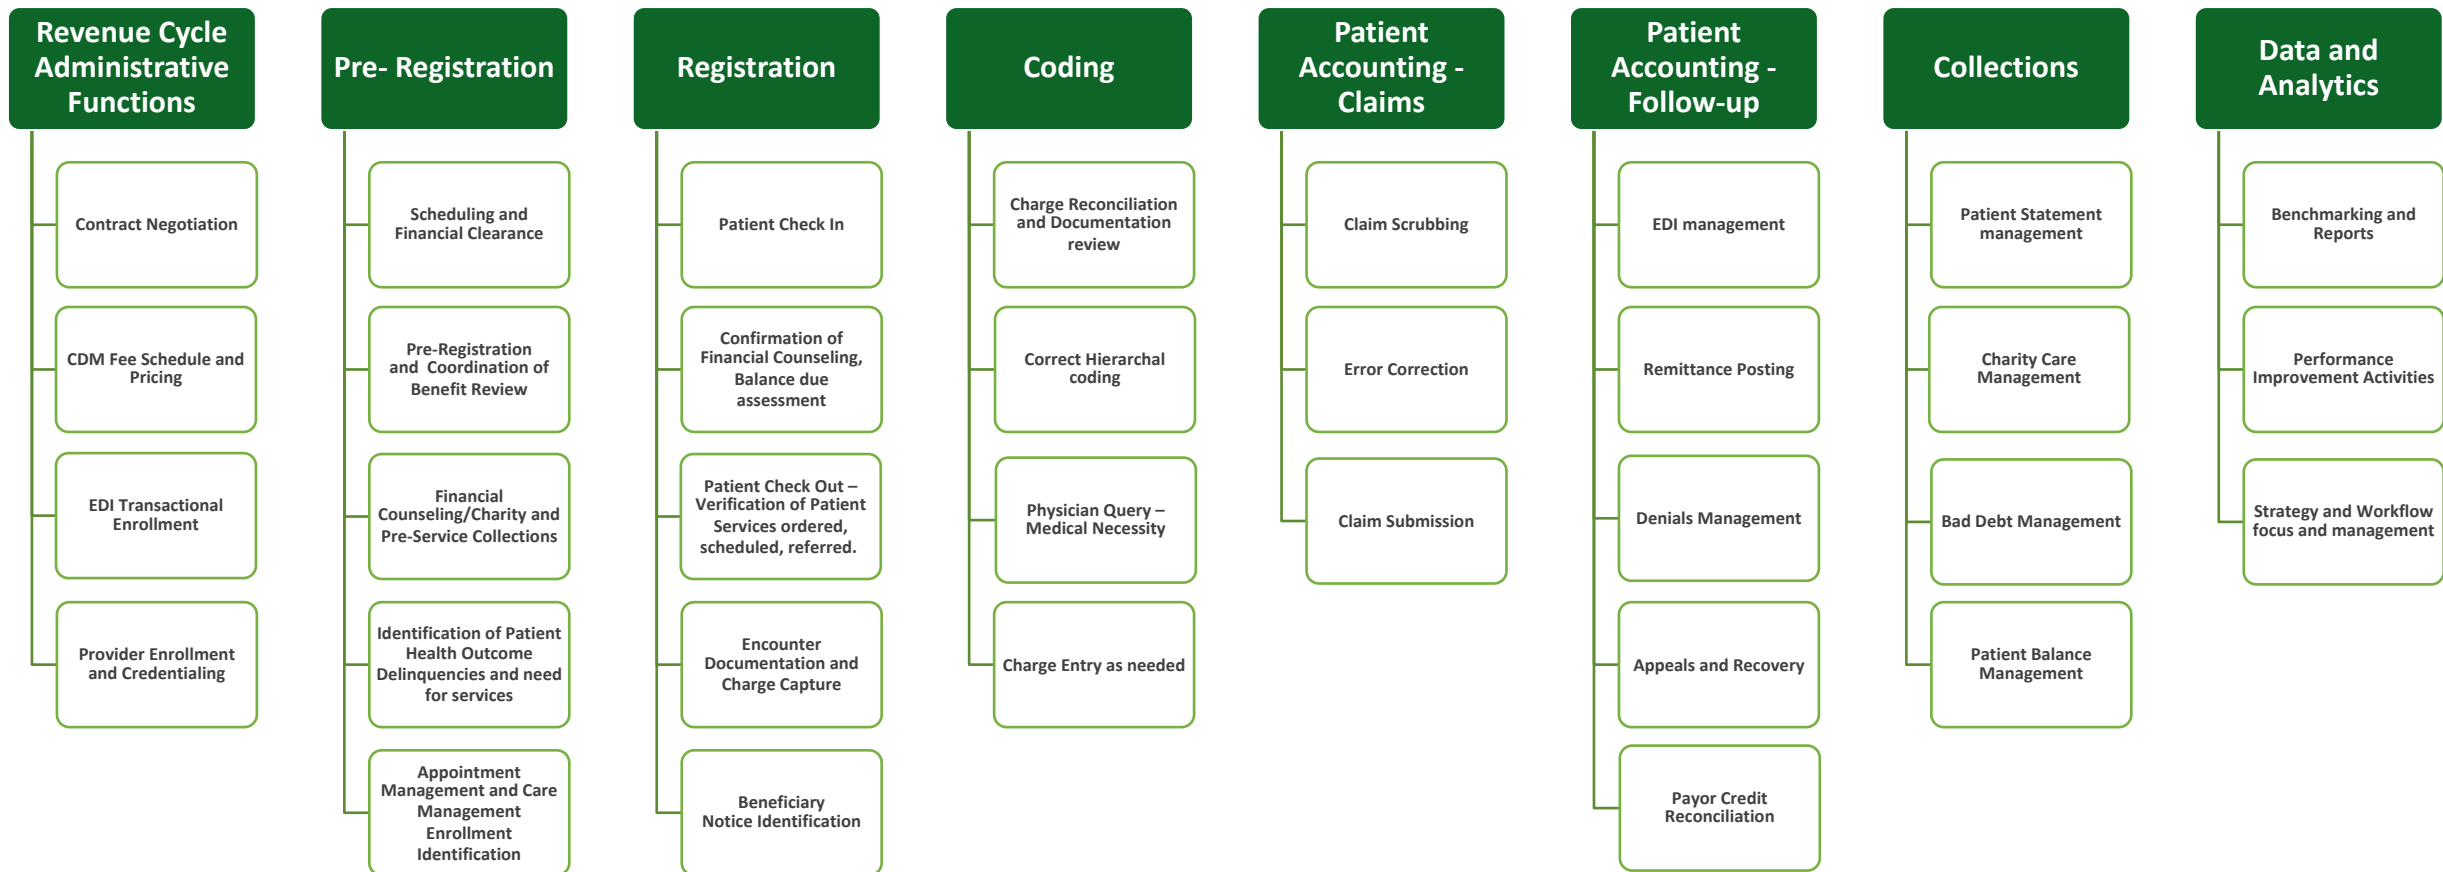 Revenue Cycle
Administrative
Functions
Contract Negotiation
CDM Fee Schedule and
Pricing
EDI Transactional
Enrollment
Provider Enrollment
and Credentialing
Pre- Registration
Scheduling and
Financial Clearance
Pre-Registration
and Coordination of
Benefit Review
Financial
Counseling/Charity and
Pre-Service Collections
Identification of Patient
Health Outcome
Delinquencies and need
for services
Appointment
Management and Care
Management
Enrollment
Identification
Registration
Patient Check In
Confirmation of
Financial Counseling,
Balance due
assessment
Patient Check Out –
Verification of Patient
Services ordered,
scheduled, referred.
Encounter
Documentation and
Charge Capture
Beneficiary
Notice Identification
Coding
Charge Reconciliation
and Documentation
review
Correct Hierarchal
coding
Physician Query –
Medical Necessity
Charge Entry as needed
Patient
Accounting -
Claims
Claim Scrubbing
Error Correction
Claim Submission
Patient
Accounting -
Follow-up
EDI management
Remittance Posting
Denials Management
Appeals and Recovery
Payor Credit
Reconciliation
Collections
Patient Statement
management
Charity Care
Management
Bad Debt Management
Patient Balance
Management
Data and
Analytics
Benchmarking and
Reports
Performance
Improvement Activities
Strategy and Workflow
focus and management